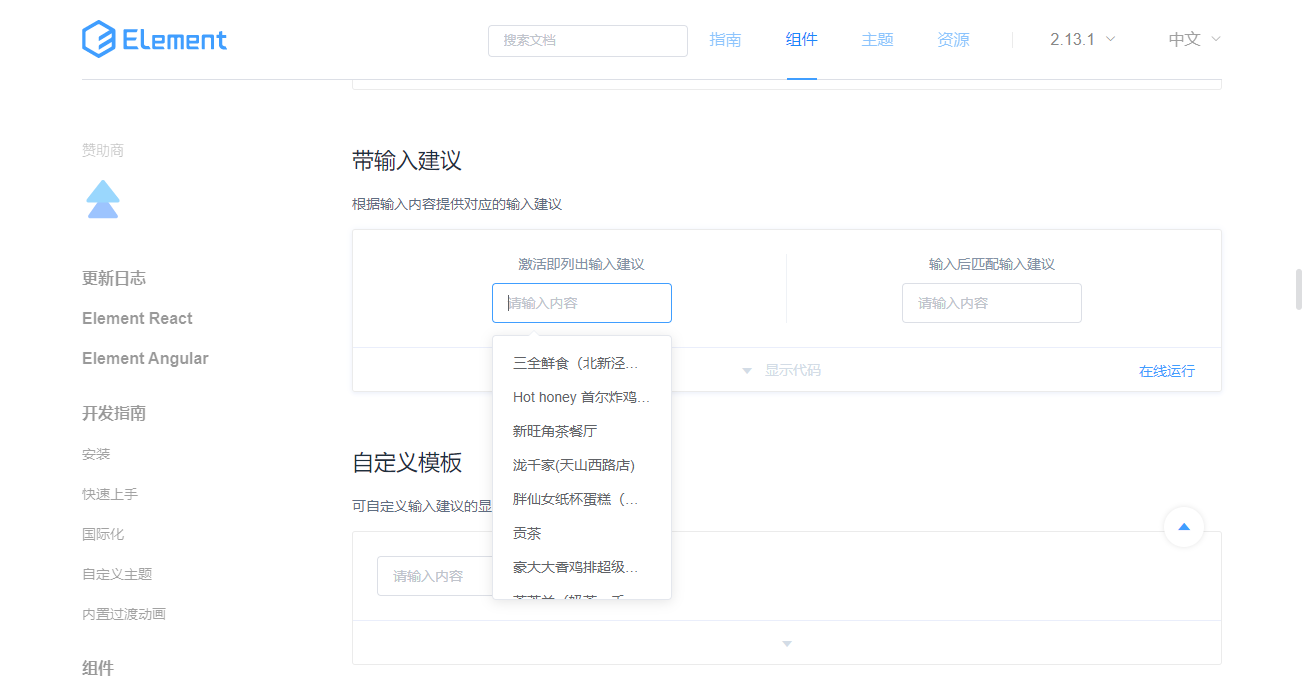 Element
搜索文档
指南
组件
主题
资源
2.13.1
中文
赞助商
更新日志
Element React
Element Angular
开发指南
安装
快速上手
国际化
自定义主题
内置过渡动画
组件
带输入建议
根据输入内容提供对应的输入建议
激活即列出输入建议
请输入内容
输入后匹配输入建议
请输入内容
三全鲜食（北新泾...
Hot honey 首尔炸鸡...
新旺角茶餐厅
泷千家(天山西路店)
胖仙女纸杯蛋糕（...
贡茶
豪大大香鸡排超级...
显示代码
在线运行
自定义模板
可自定义输入建议的显
请输入内容